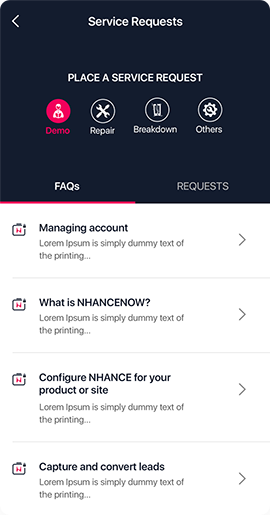 Service Requests
PLACE A SERVICE REQUEST
Demo Repair Breakdown Others
FAQs REQUESTS
Managing account
Lorem Ipsum is simply dummy text of
the printing...
What is NHANCENOW?
Lorem Ipsum is simply dummy text of
the printing...
Configure NHANCE for your
product or site
Lorem Ipsum is simply dummy text of
the printing...
Capture and convert leads
Lorem Ipsum is simply dummy text of
the printing...